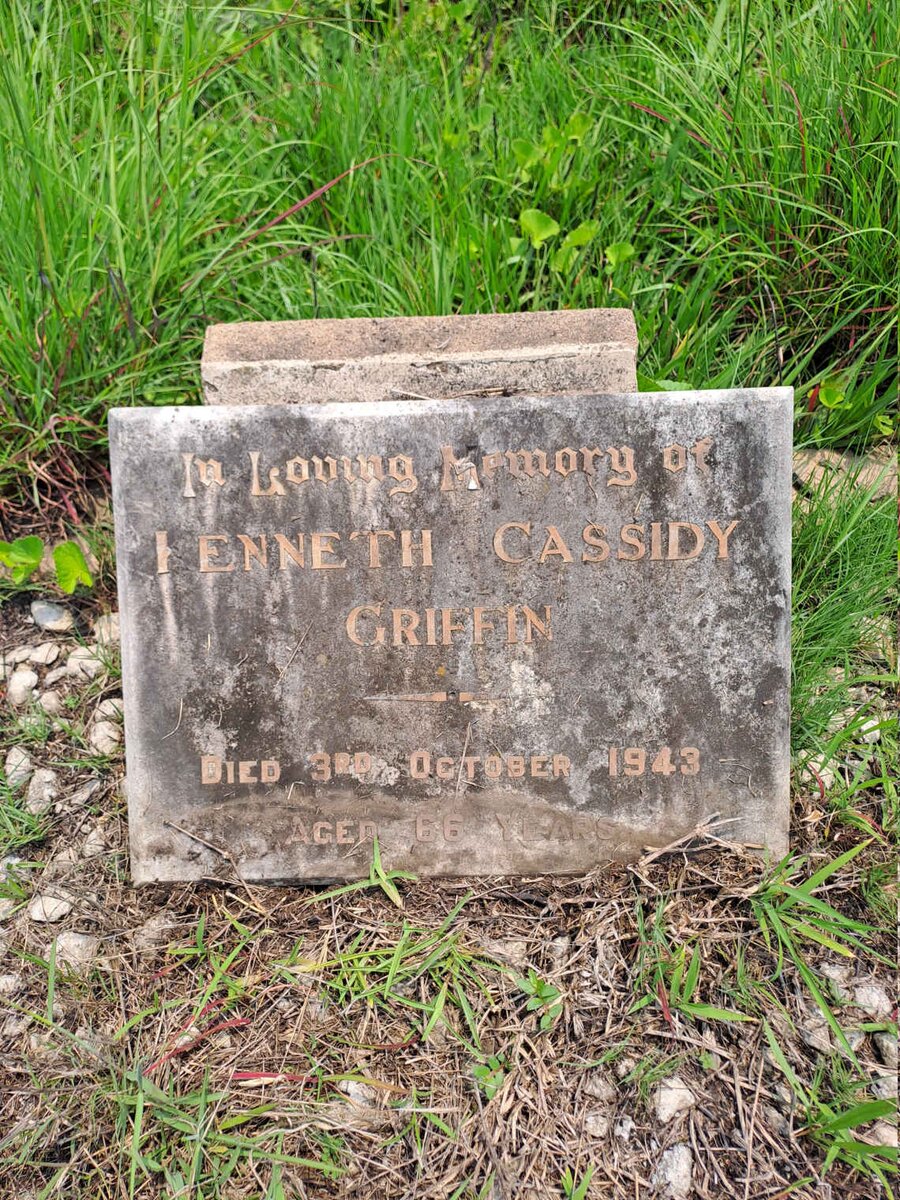 In Loving Memory of
KENNETH CASSIDY
GRIFFIN
DIED 3RD OCTOBER 1943
AGED 66 YEARS